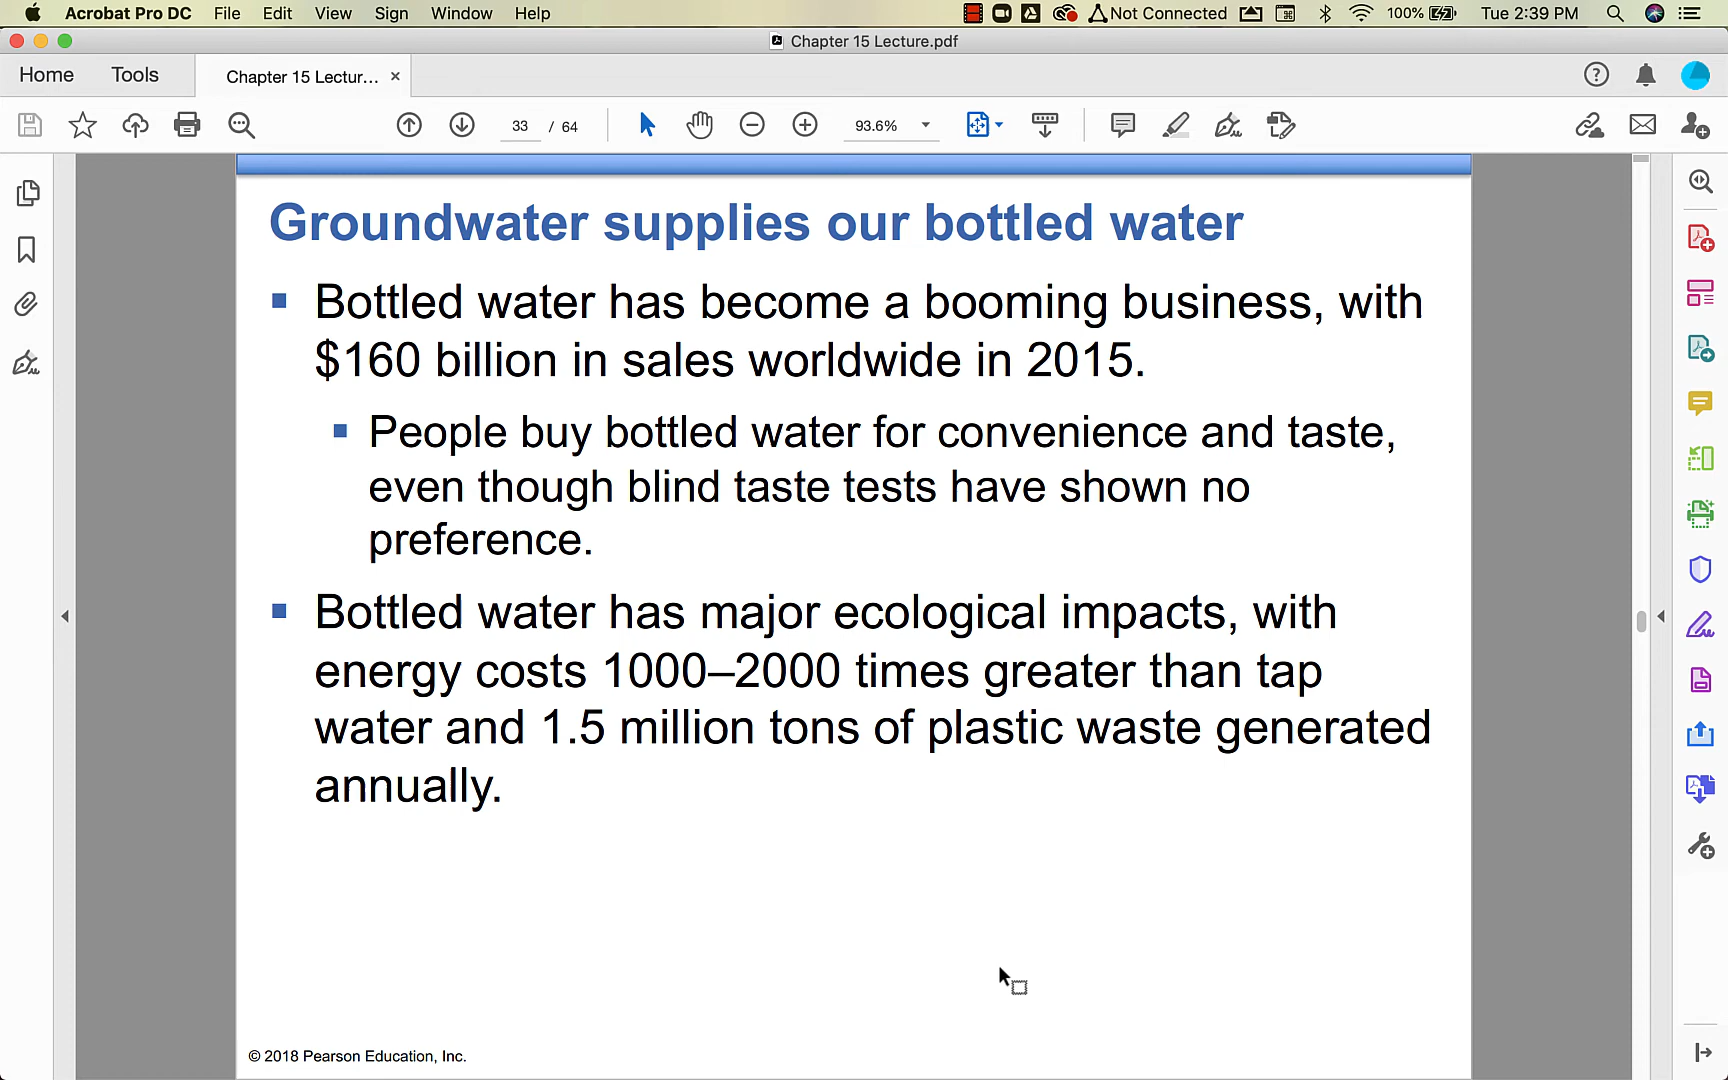 Acrobat Pro DC File Edit View Sign Window Help Not Connected 100% Tue 2:39 PM
Chapter 15 Lecture.pdf
Home Tools Chapter 15 Lectur... ×
33 / 64 93.6%
Groundwater supplies our bottled water
Bottled water has become a booming business, with
$160 billion in sales worldwide in 2015.
People buy bottled water for convenience and taste,
even though blind taste tests have shown no
preference.
Bottled water has major ecological impacts, with
energy costs 1000–2000 times greater than tap
water and 1.5 million tons of plastic waste generated
annually.
© 2018 Pearson Education, Inc.